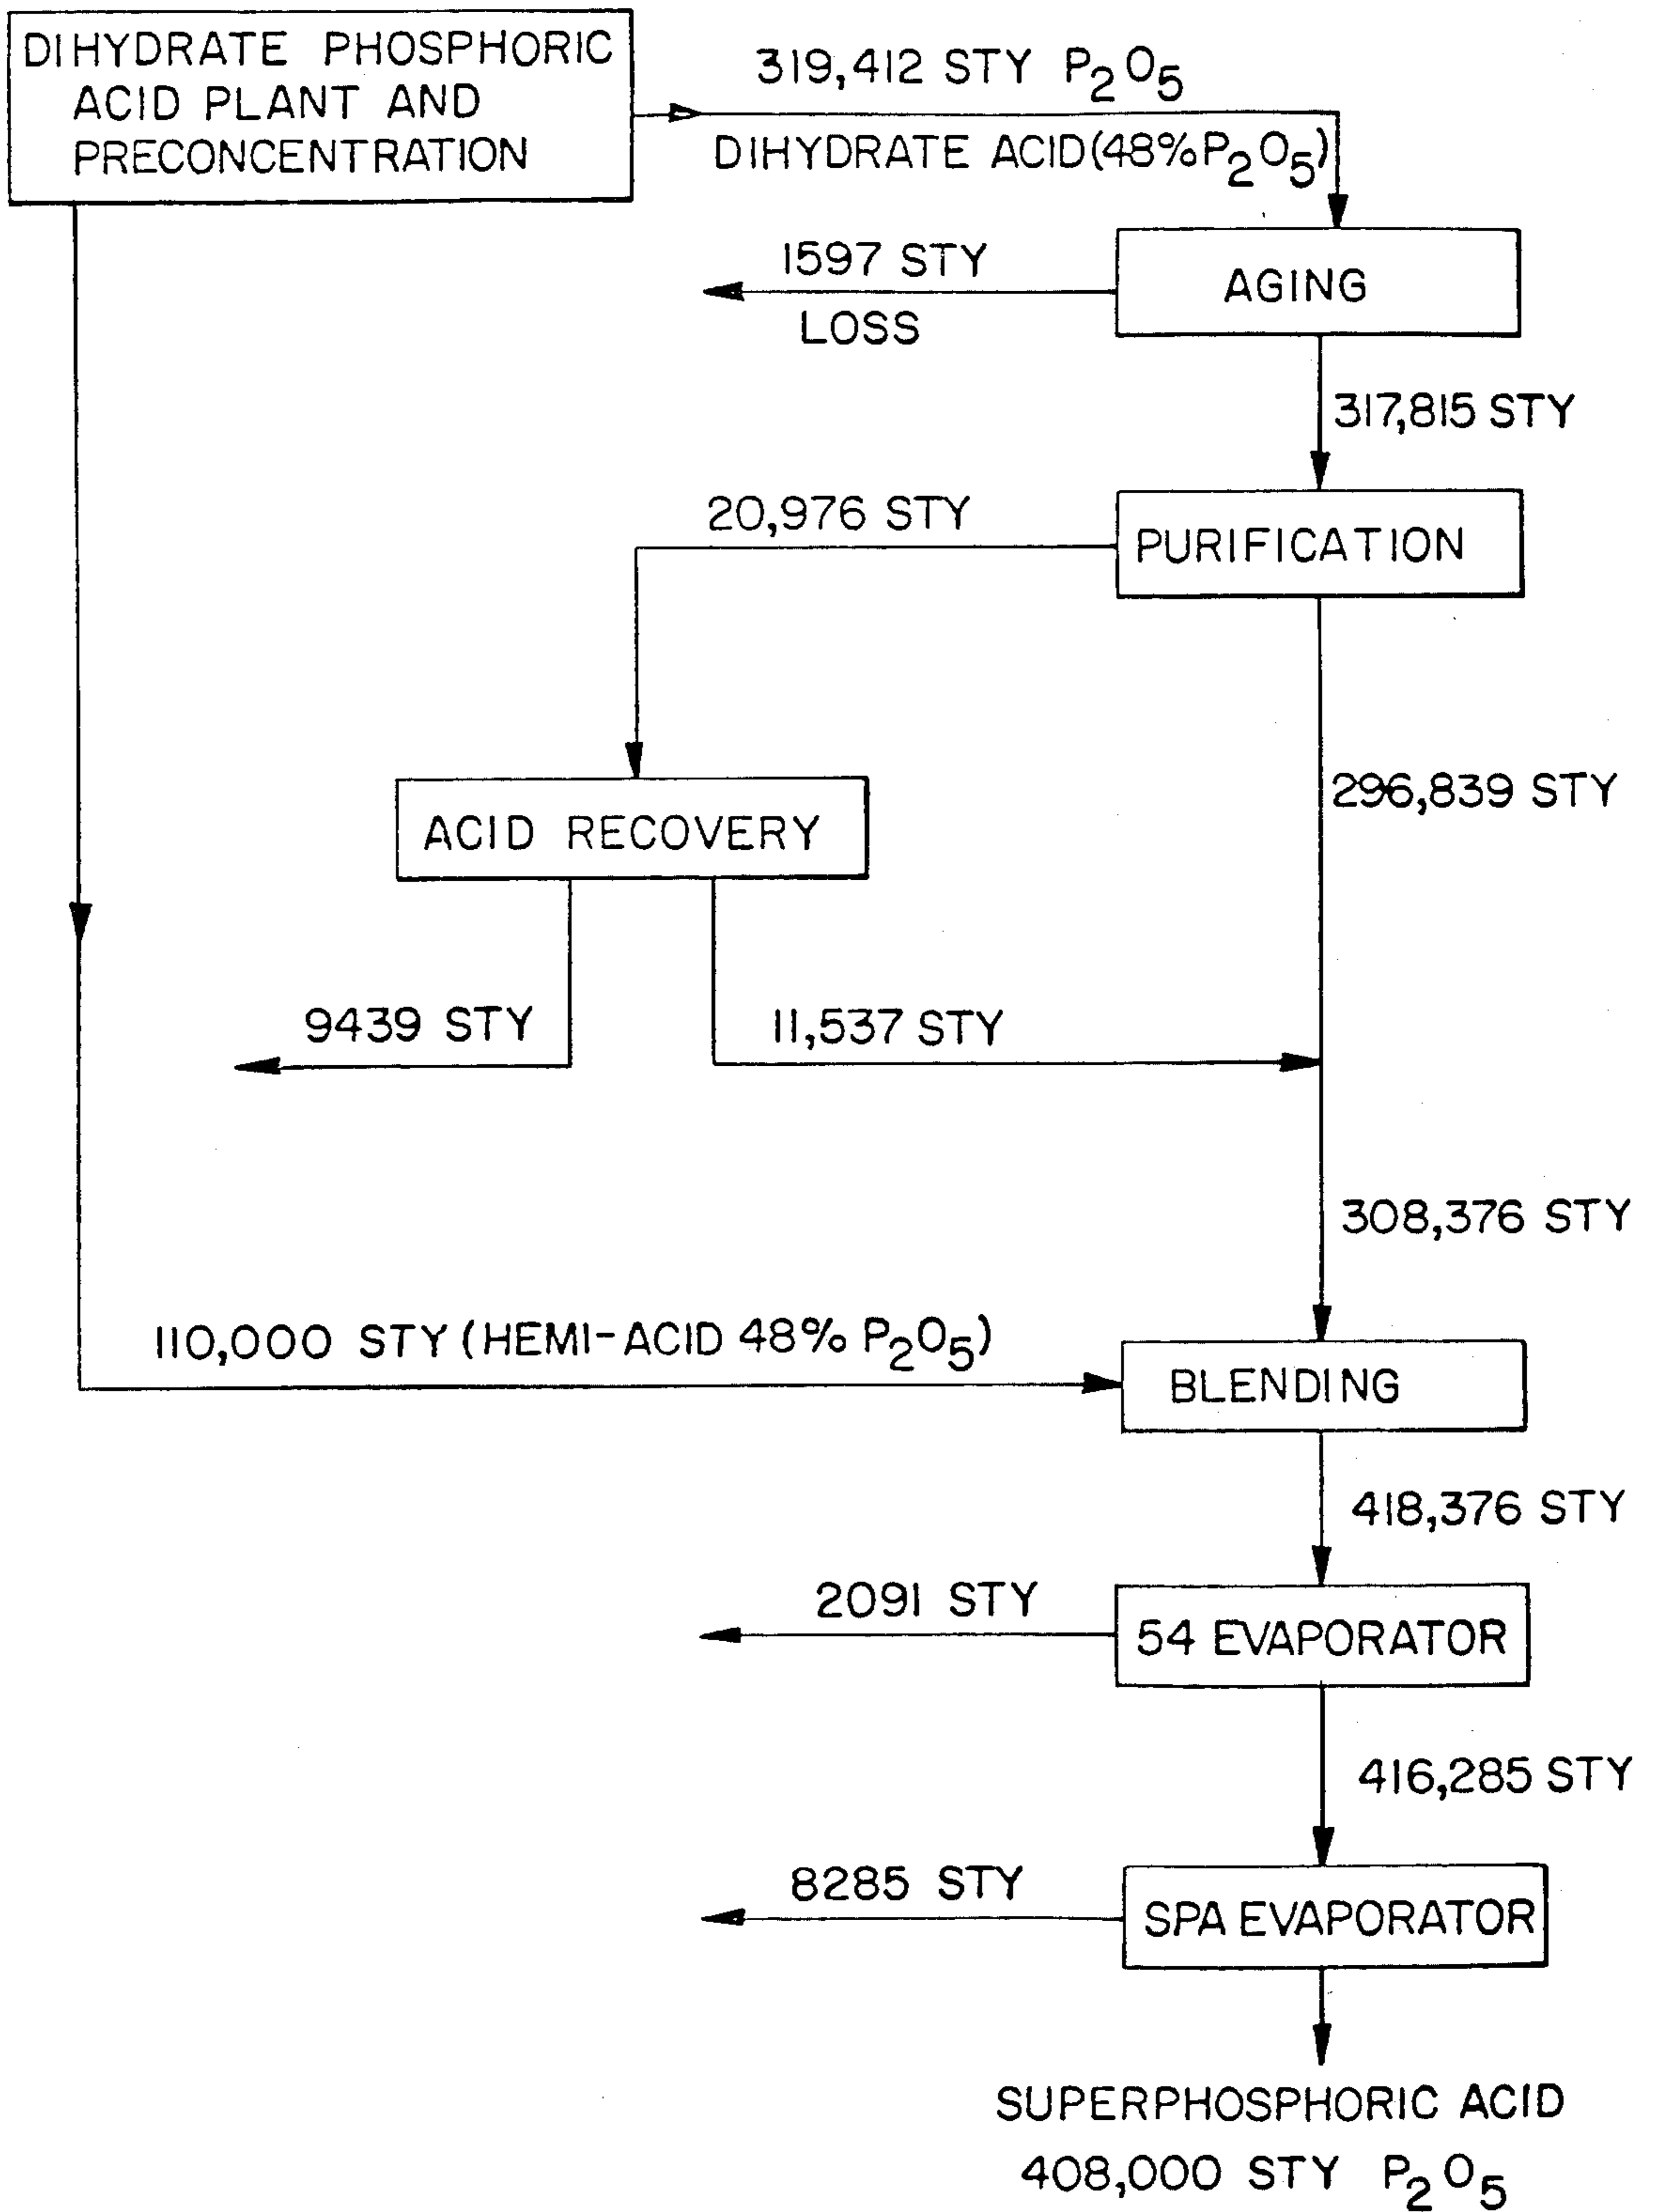 DIHYDRATE PHOSPHORIC
ACID PLANT AND
PRECONCENTRATION
319,412 STY P₂O₅
DIHYDRATE ACID(48%P₂O₅)
1597 STY
LOSS
AGING
317,815 STY
20,976 STY
PURIFICATION
296,839 STY
ACID RECOVERY
9439 STY
11,537 STY
308,376 STY
110,000 STY (HEMI-ACID 48% P₂O₅)
BLENDING
418,376 STY
2091 STY
54 EVAPORATOR
416,285 STY
8285 STY
SPA EVAPORATOR
SUPERPHOSPHORIC ACID
408,000 STY P₂O₅